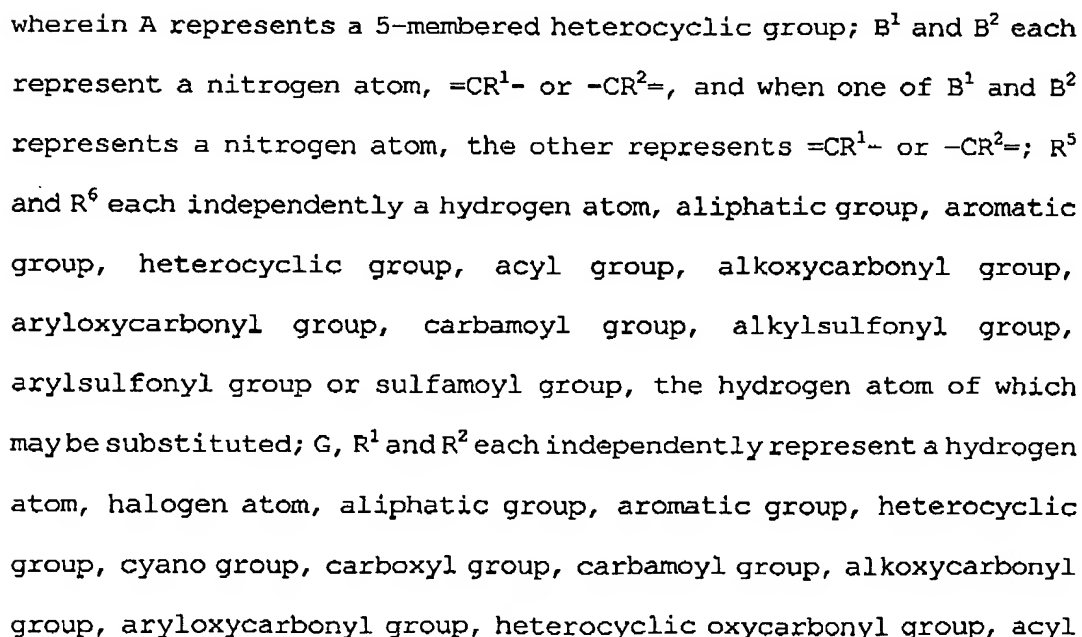 wherein A represents a 5-membered heterocyclic group; B¹ and B² each
represent a nitrogen atom, =CR¹- or -CR²=, and when one of B¹ and B²
represents a nitrogen atom, the other represents =CR¹- or -CR²=; R⁵
and R⁶ each independently a hydrogen atom, aliphatic group, aromatic
group, heterocyclic group, acyl group, alkoxycarbonyl group,
aryloxycarbonyl group, carbamoyl group, alkylsulfonyl group,
arylsulfonyl group or sulfamoyl group, the hydrogen atom of which
may be substituted; G, R¹ and R² each independently represent a hydrogen
atom, halogen atom, aliphatic group, aromatic group, heterocyclic
group, cyano group, carboxyl group, carbamoyl group, alkoxycarbonyl
group, aryloxycarbonyl group, heterocyclic oxycarbonyl group, acyl